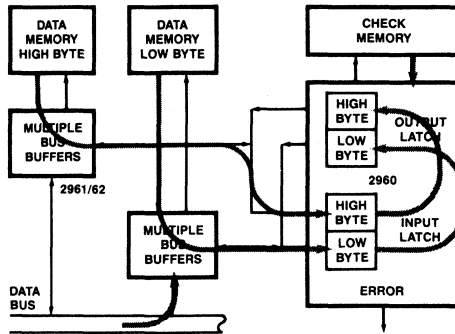 DATA
MEMORY
HIGH BYTE
DATA
MEMORY
LOW BYTE
CHECK
MEMORY
MULTIPLE
BUS
BUFFERS
2961/62
HIGH
BYTE
LOW
BYTE
OUTPUT
LATCH
2960
HIGH
BYTE
LOW
BYTE
INPUT
LATCH
MULTIPLE
BUS
BUFFERS
DATA
BUS
ERROR